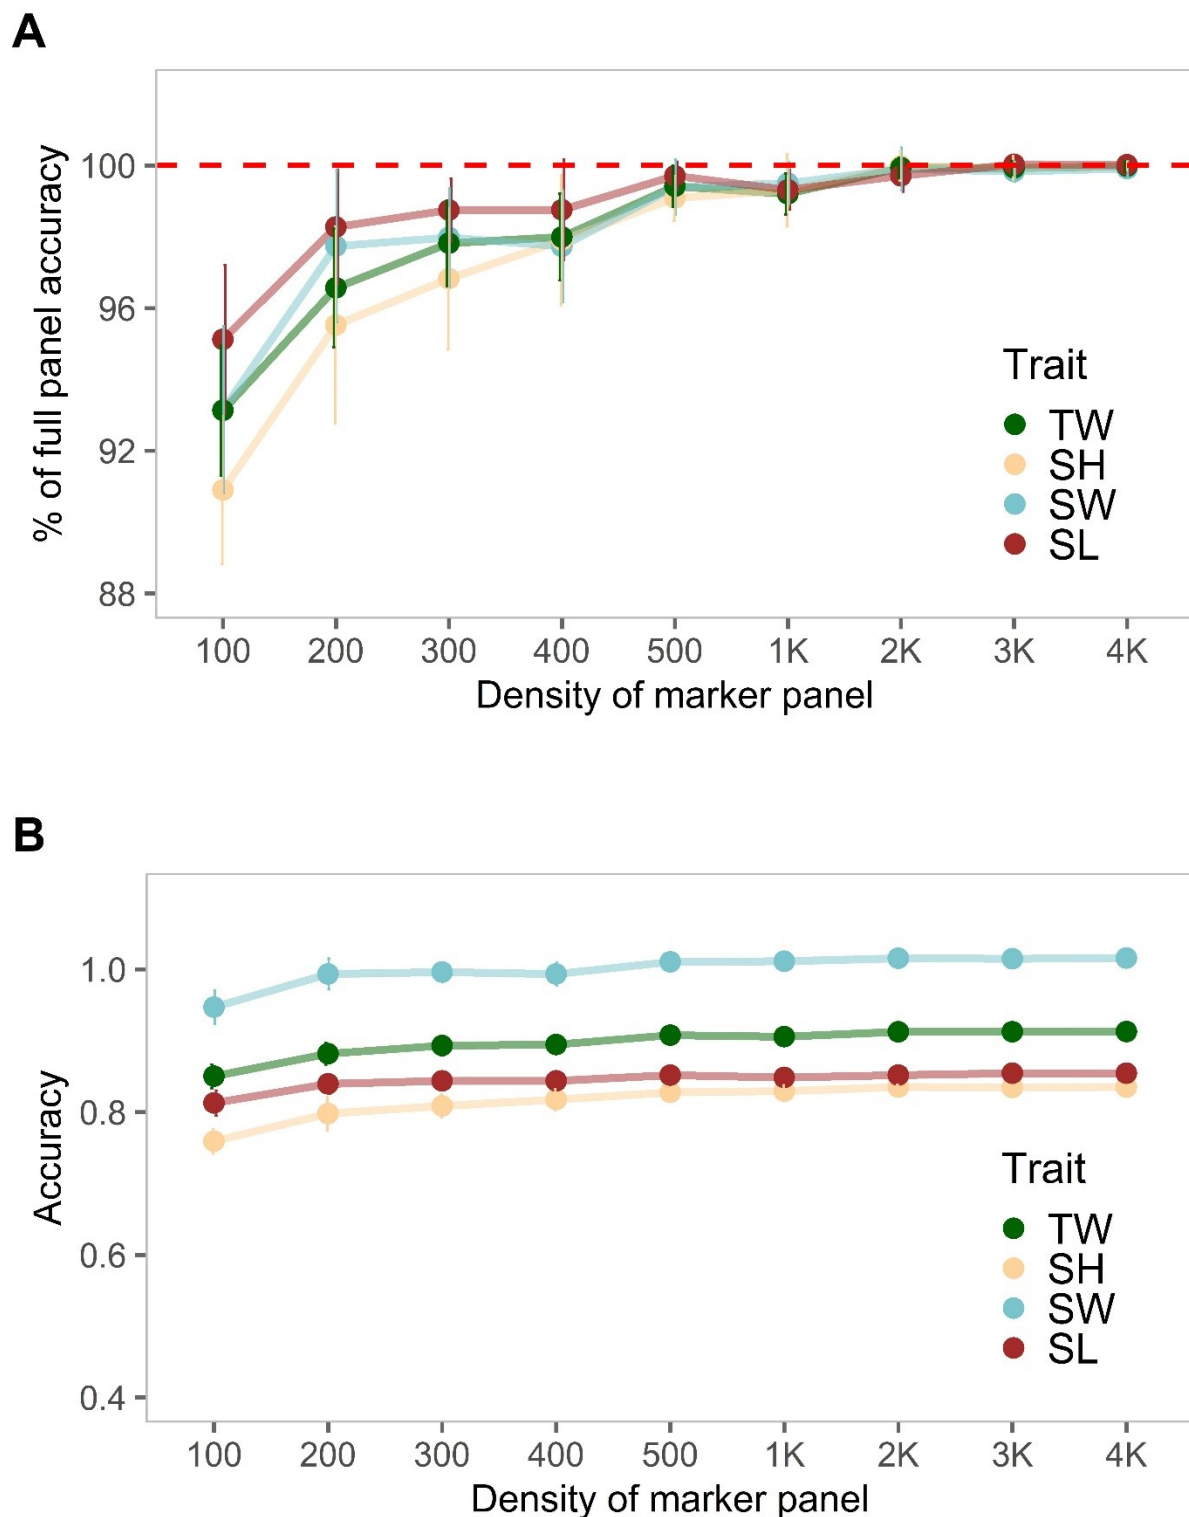 A
% of full panel accuracy
100
96
92
88
Trait
TW
SH
SW
SL
100 200 300 400 500 1K 2K 3K 4K
Density of marker panel
B
Accuracy
1.0
0.8
0.6
0.4
Trait
TW
SH
SW
SL
100 200 300 400 500 1K 2K 3K 4K
Density of marker panel